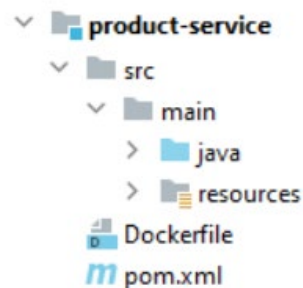 product-service
src
main
java
resources
Dockerfile
pom.xml